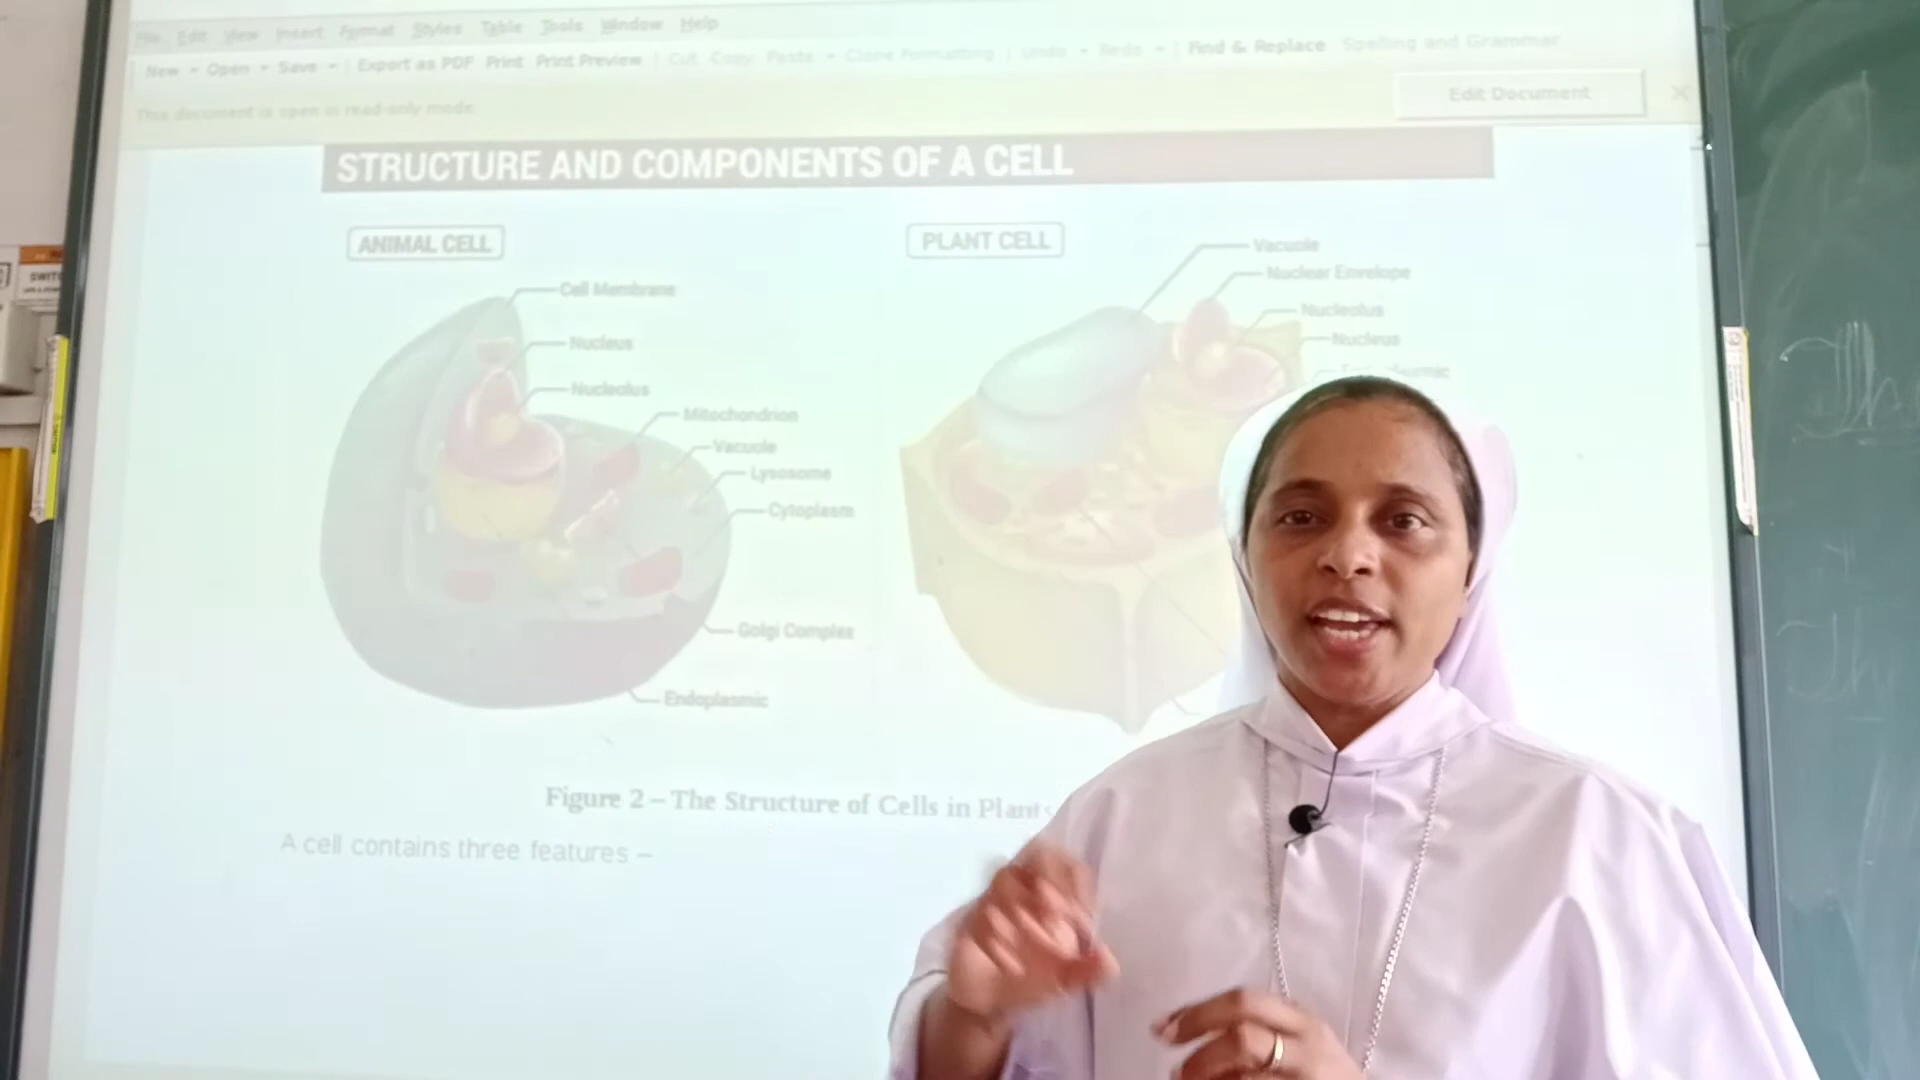 File Edit View Insert Format Styles Table Tools Window Help
New Open Save Export as PDF Print Print Preview Cut Copy Paste Clone Formatting Undo Redo Find & Replace Spelling and Grammar
This document is open in read-only mode.
Edit Document
STRUCTURE AND COMPONENTS OF A CELL
ANIMAL CELL
Cell Membrane
Nucleus
Nucleolus
Mitochondrion
Vacuole
Lysosome
Cytoplasm
Golgi Complex
Endoplasmic
PLANT CELL
Vacuole
Nuclear Envelope
Nucleolus
Nucleus
Figure 2 – The Structure of Cells in Plant
A cell contains three features –